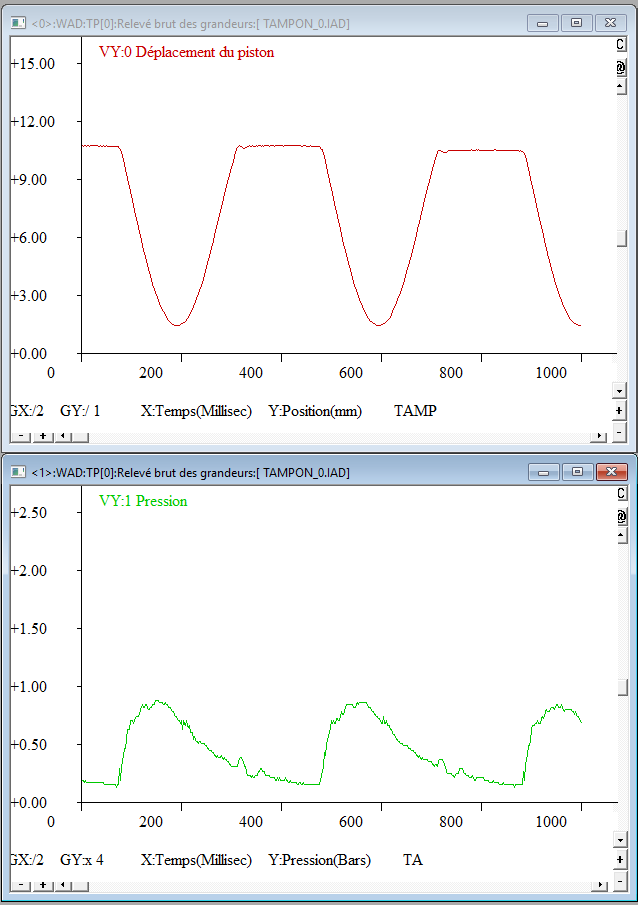 <0>:WAD:TP[0]:Relevé brut des grandeurs:[ TAMPON_0.IAD]
VY:0 Déplacement du piston
C
@
+15.00
+12.00
+9.00
+6.00
+3.00
+0.00
0 200 400 600 800 1000
GX:/2 GY:/ 1 X:Temps(Millisec) Y:Position(mm) TAMP
<1>:WAD:TP[0]:Relevé brut des grandeurs:[ TAMPON_0.IAD]
VY:1 Pression
C
@
+2.50
+2.00
+1.50
+1.00
+0.50
+0.00
0 200 400 600 800 1000
GX:/2 GY:x 4 X:Temps(Millisec) Y:Pression(Bars) TA